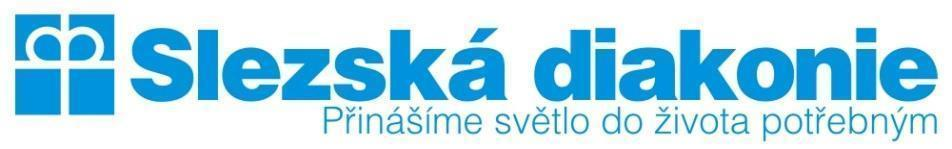 Slezská diakonie
Přinášíme světlo do života potřebným